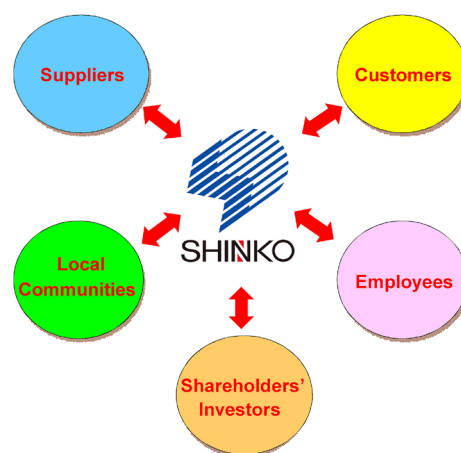 Suppliers
Customers
SHINKO
Local
Communities
Employees
Shareholders’
Investors